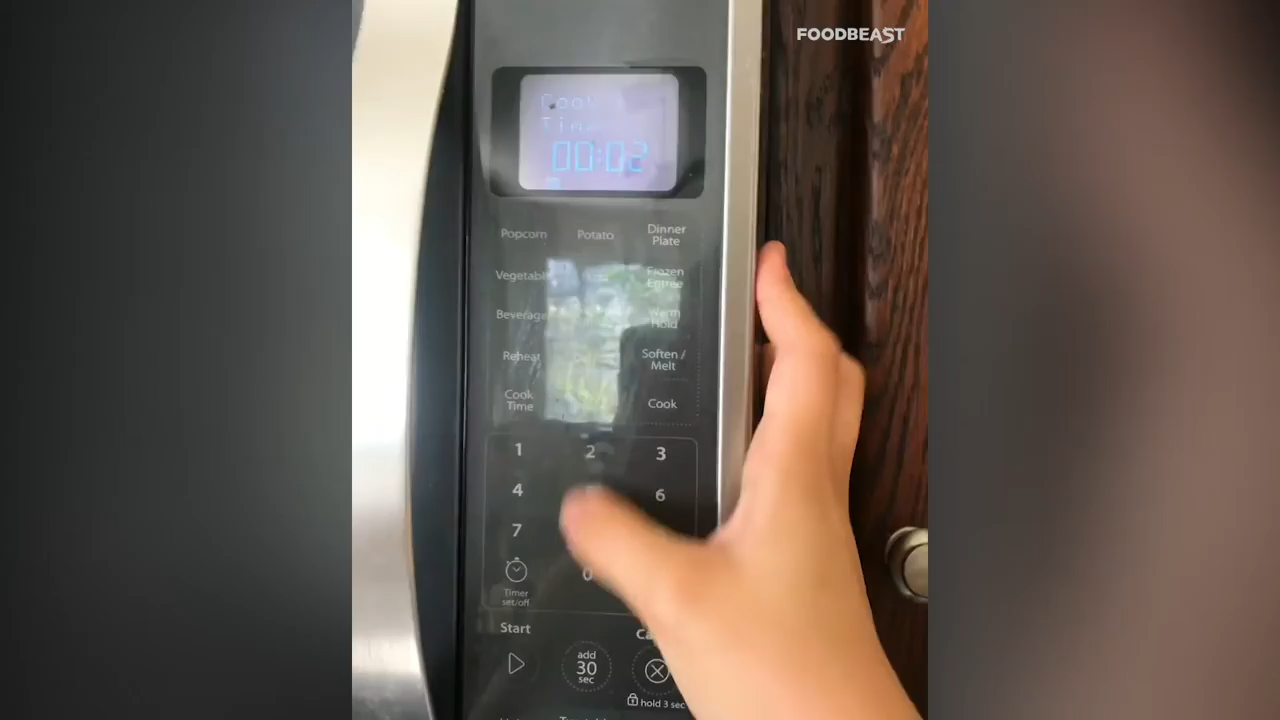 FOODBEAST
Cook
Time
00:02
Popcorn Potato Dinner Plate
Frozen Entrée
Beverage Warm Hold
Reheat Soften / Melt
Cook Time Cook
1 2 3
4 6
7
0
Timer set/off
Start
add 30 sec
hold 3 sec